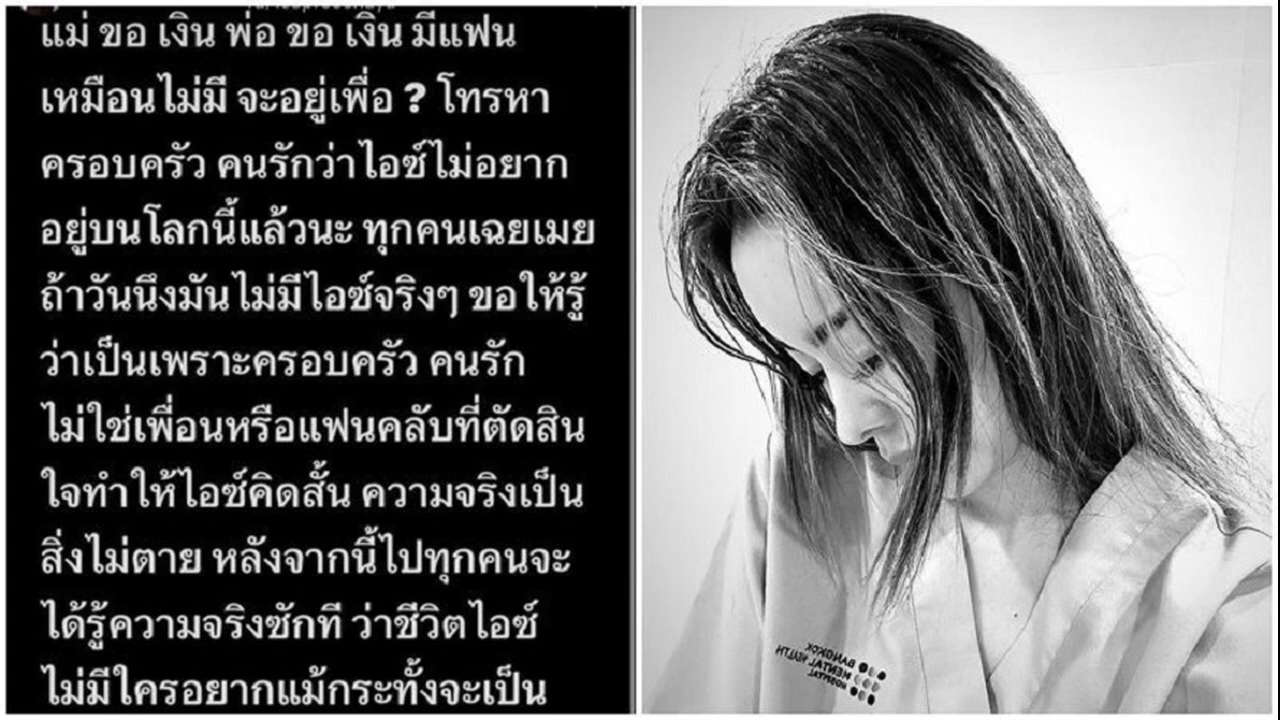 แม่ ขอ เงิน พ่อ ขอ เงิน มีแฟน
เหมือนไม่มี จะอยู่เพื่อ ? โทรหา
ครอบครัว คนรักว่าไอซ์ไม่อยาก
อยู่บนโลกนี้แล้วนะ ทุกคนเฉยเมย
ถ้าวันนึงมันไม่มีไอซ์จริงๆ ขอให้รู้
ว่าเป็นเพราะครอบครัว คนรัก
ไม่ใช่เพื่อนหรือแฟนคลับที่ตัดสิน
ใจทำให้ไอซ์คิดสั้น ความจริงเป็น
สิ่งไม่ตาย หลังจากนี้ไปทุกคนจะ
ได้รู้ความจริงซักที ว่าชีวิตไอซ์
ไม่มีใครอยากแม้กระทั้งจะเป็น
BANGKOK
MENTAL HEALTH
HOSPITAL